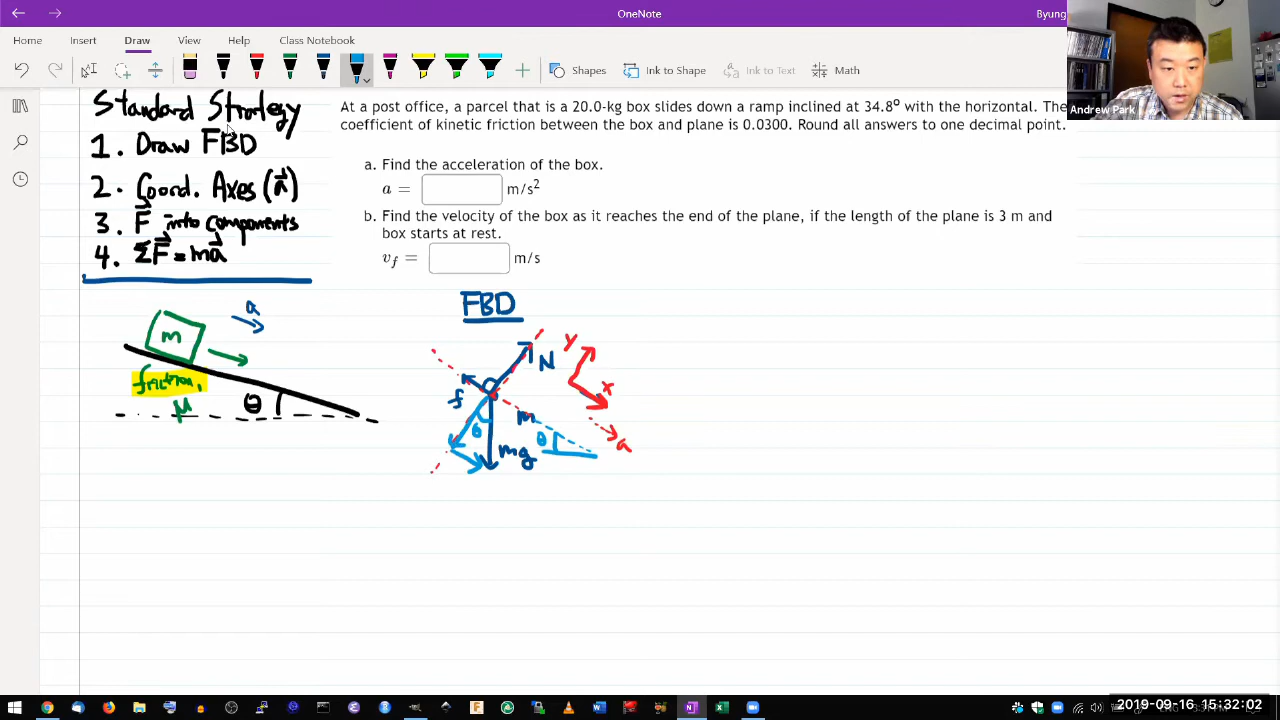 OneNote
Byung
Home Insert Draw View Help Class Notebook
Shapes Ink to Shape Ink to Text Math
Andrew Park
Standard Strategy
1. Draw FBD
2. Coord. Axes (a⃗)
3. F⃗ into components
4. ΣF⃗ = ma⃗
At a post office, a parcel that is a 20.0-kg box slides down a ramp inclined at 34.8° with the horizontal. The
coefficient of kinetic friction between the box and plane is 0.0300. Round all answers to one decimal point.
a. Find the acceleration of the box.
a = m/s²
b. Find the velocity of the box as it reaches the end of the plane, if the length of the plane is 3 m and
box starts at rest.
v_f = m/s
a
m
friction,
μ
θ
FBD
N
y
x
f
m
a
θ
θ
mg
2019-09-16 15:32:02